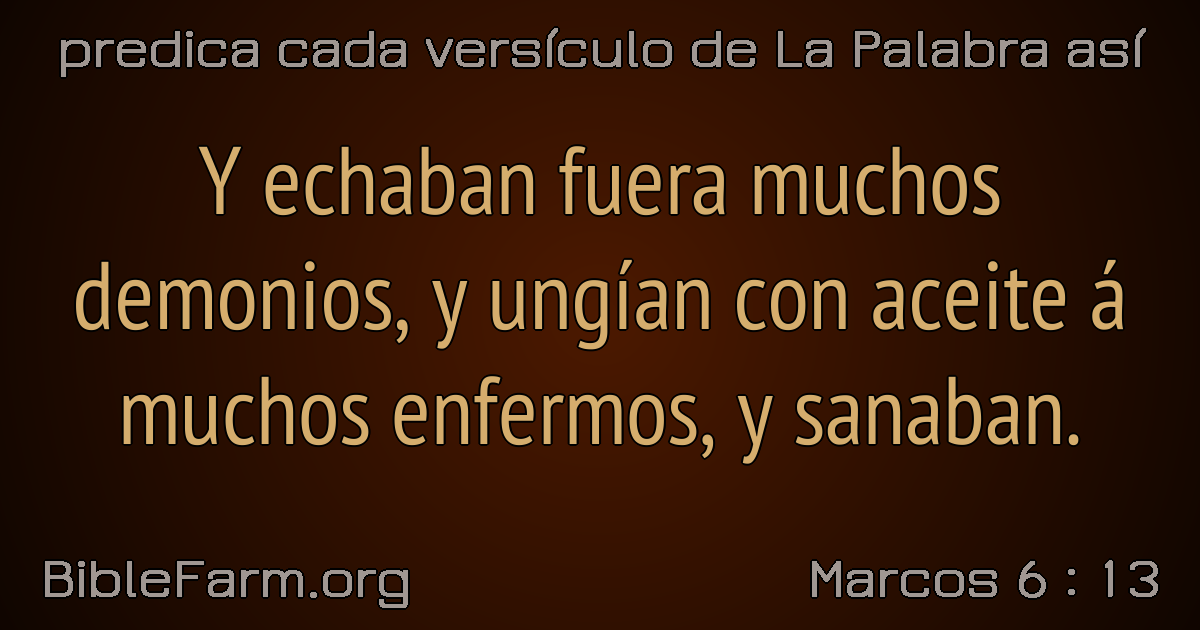 predica cada versículo de La Palabra así
Y echaban fuera muchos
demonios, y ungían con aceite á
muchos enfermos, y sanaban.
BibleFarm.org
Marcos 6 : 13